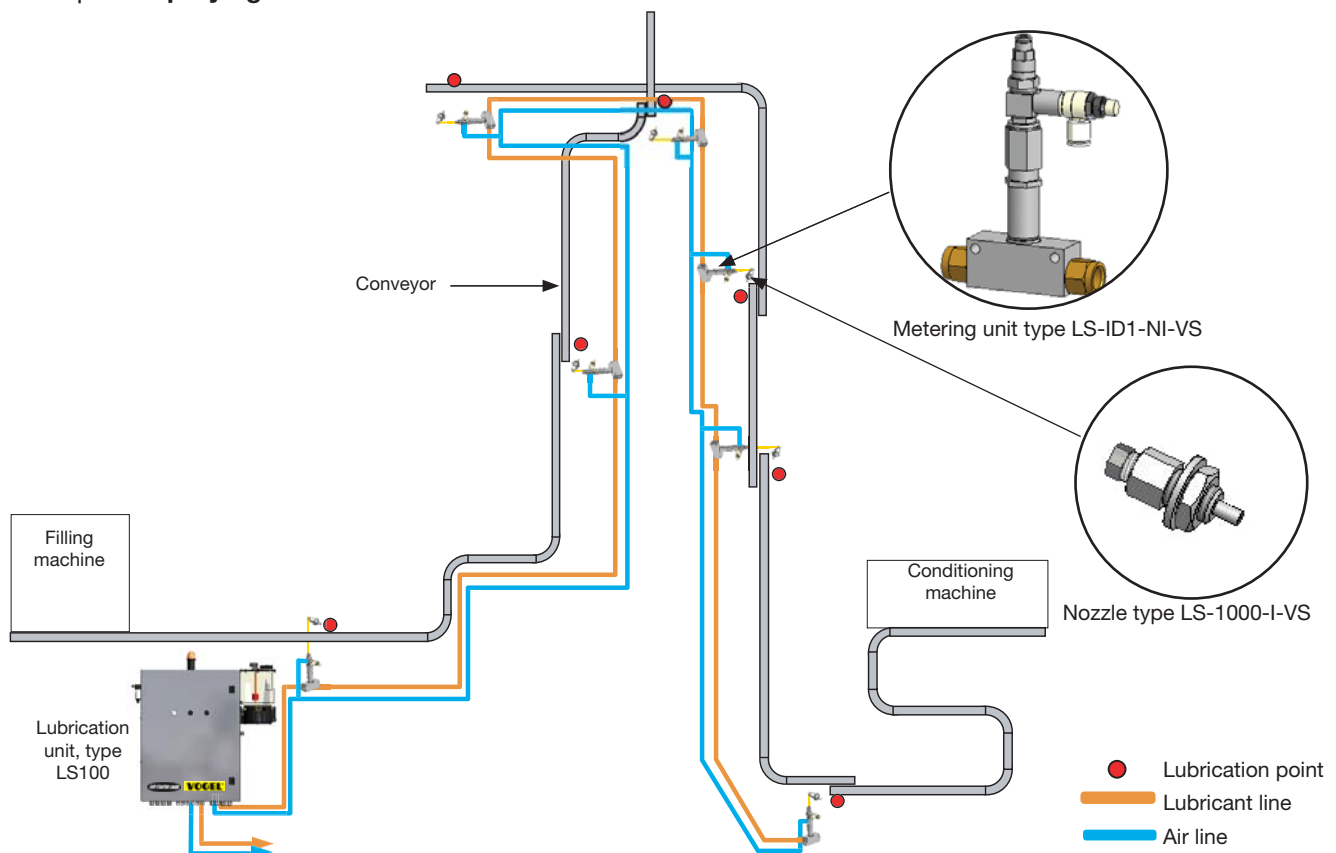 Conveyor
Metering unit type LS-ID1-NI-VS
Filling
machine
Conditioning
machine
Nozzle type LS-1000-I-VS
Lubrication
unit, type
LS100
VOGEL
Lubrication point
Lubricant line
Air line